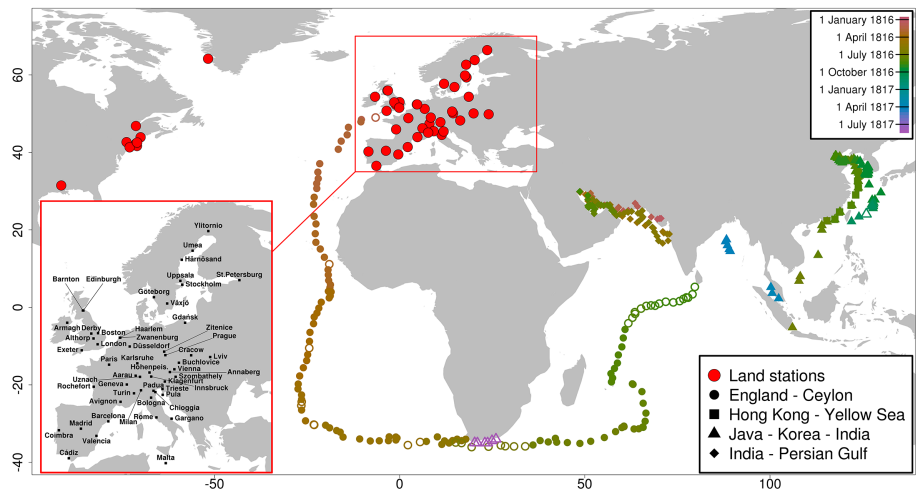 1 January 1816
1 April 1816
1 July 1816
1 October 1816
1 January 1817
1 April 1817
1 July 1817
60
40
20
0
-20
-40
-50
0
50
100
Ylitornio
Umea
Härnösand
Uppsala
St.Petersburg
Stockholm
Barnton
Edinburgh
Göteborg
Växjö
Gdańsk
Armagh
Derby
Boston
Haarlem
Zitenice
Althorp
Zwanenburg
Prague
London
Düsseldorf
Exeter
Cracow
Paris
Karlsruhe
Lviv
Hohenpeis.
Buchlovice
Vienna
Annaberg
Aarau
Szombathely
Uznach
Klagenfurt
Rochefort
Geneva
Padua
Trieste
Innsbruck
Turin
Pula
Avignon
Bologna
Chioggia
Barcelona
Milan
Rome
Gargano
Madrid
Coimbra
Valencia
Cádiz
Malta
Land stations
England - Ceylon
Hong Kong - Yellow Sea
Java - Korea - India
India - Persian Gulf